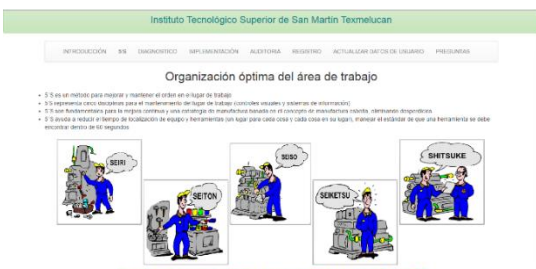 Instituto Tecnológico Superior de San Martín Texmelucan
INTRODUCCIÓN 5'S DIAGNOSTICO IMPLEMENTACIÓN AUDITORÍA REGISTRO ACTUALIZAR DATOS DE USUARIO PREGUNTAS
Organización óptima del área de trabajo
5´S es un método para mejorar y mantener el orden en el lugar de trabajo
5´S representa cinco disciplinas para el mantenimiento del lugar de trabajo (controles visuales y sistemas de información)
5´S son fundamentales para la mejora continua y una estrategia de manufactura basada en el concepto de manufactura esbelta, eliminando desperdicios
5´S ayuda a reducir el tiempo de localización de equipo y herramientas (un lugar para cada cosa y cada cosa en su lugar), manejar el estándar de que una herramienta se debe
encontrar dentro de 60 segundos
SEIRI
SEITON
SEISO
SEIKETSU
SHITSUKE